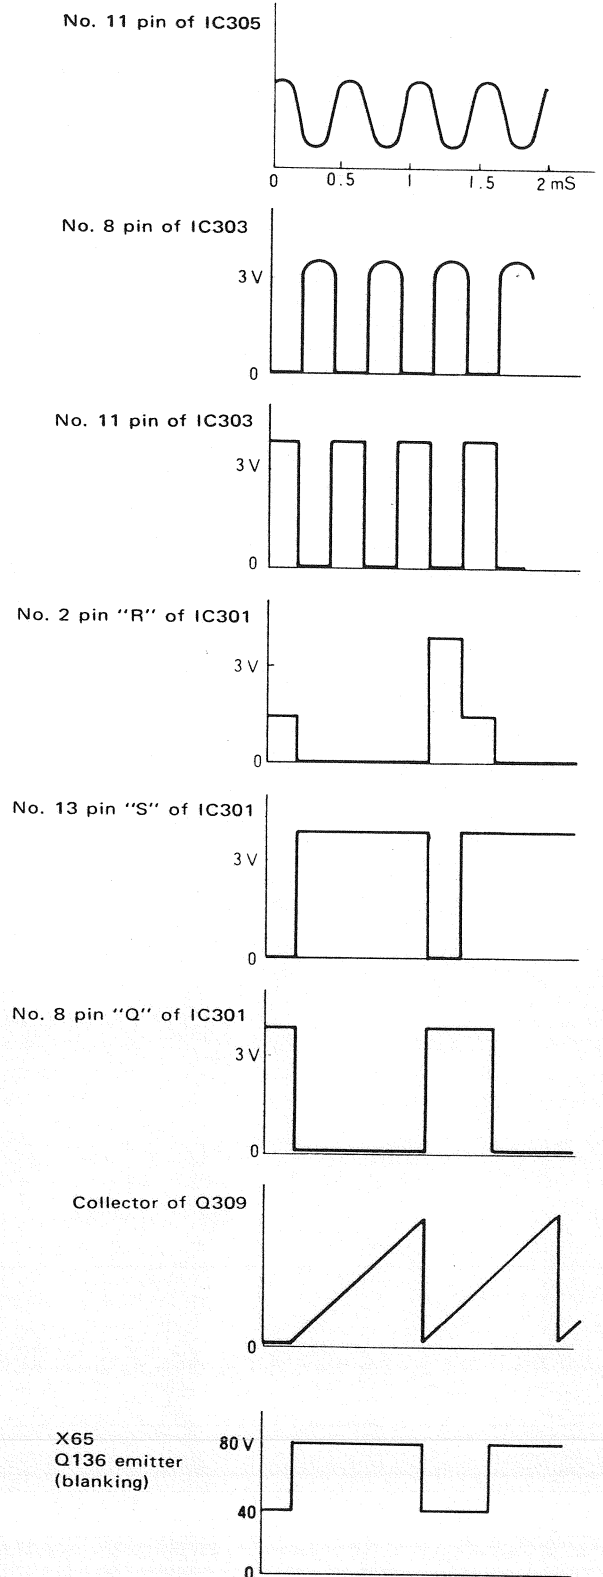 No. 11 pin of IC305
0 0.5 1 1.5 2 mS
No. 8 pin of IC303
3 V
0
No. 11 pin of IC303
3 V
0
No. 2 pin "R" of IC301
3 V
0
No. 13 pin "S" of IC301
3 V
0
No. 8 pin "Q" of IC301
3 V
0
Collector of Q309
0
X65
Q136 emitter
(blanking)
80 V
40
0